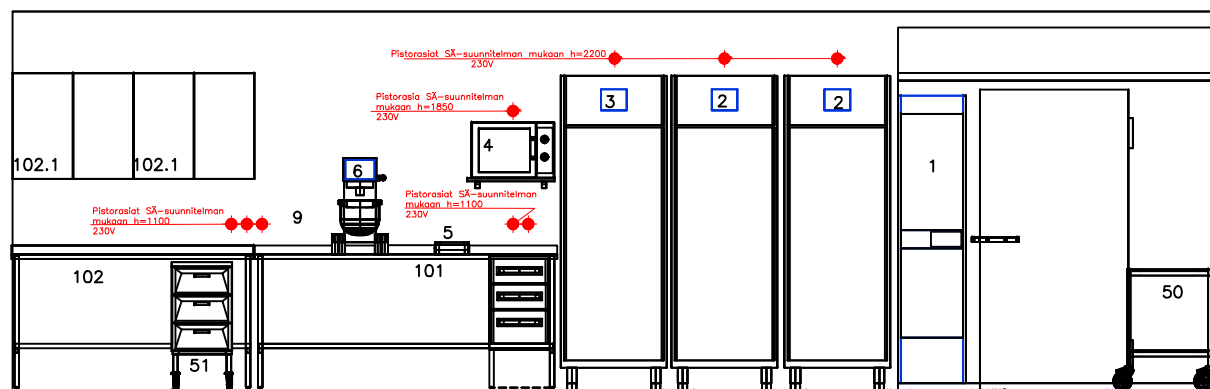 Pistorasiat SÄ-suunnitelman mukaan h=2200
230V
Pistorasia SÄ-suunnitelman
mukaan h=1850
230V
3
2
2
4
102.1
102.1
6
1
Pistorasiat SÄ-suunnitelman
mukaan h=1100
230V
Pistorasiat SÄ-suunnitelman
mukaan h=1100
230V
9
5
102
101
50
51